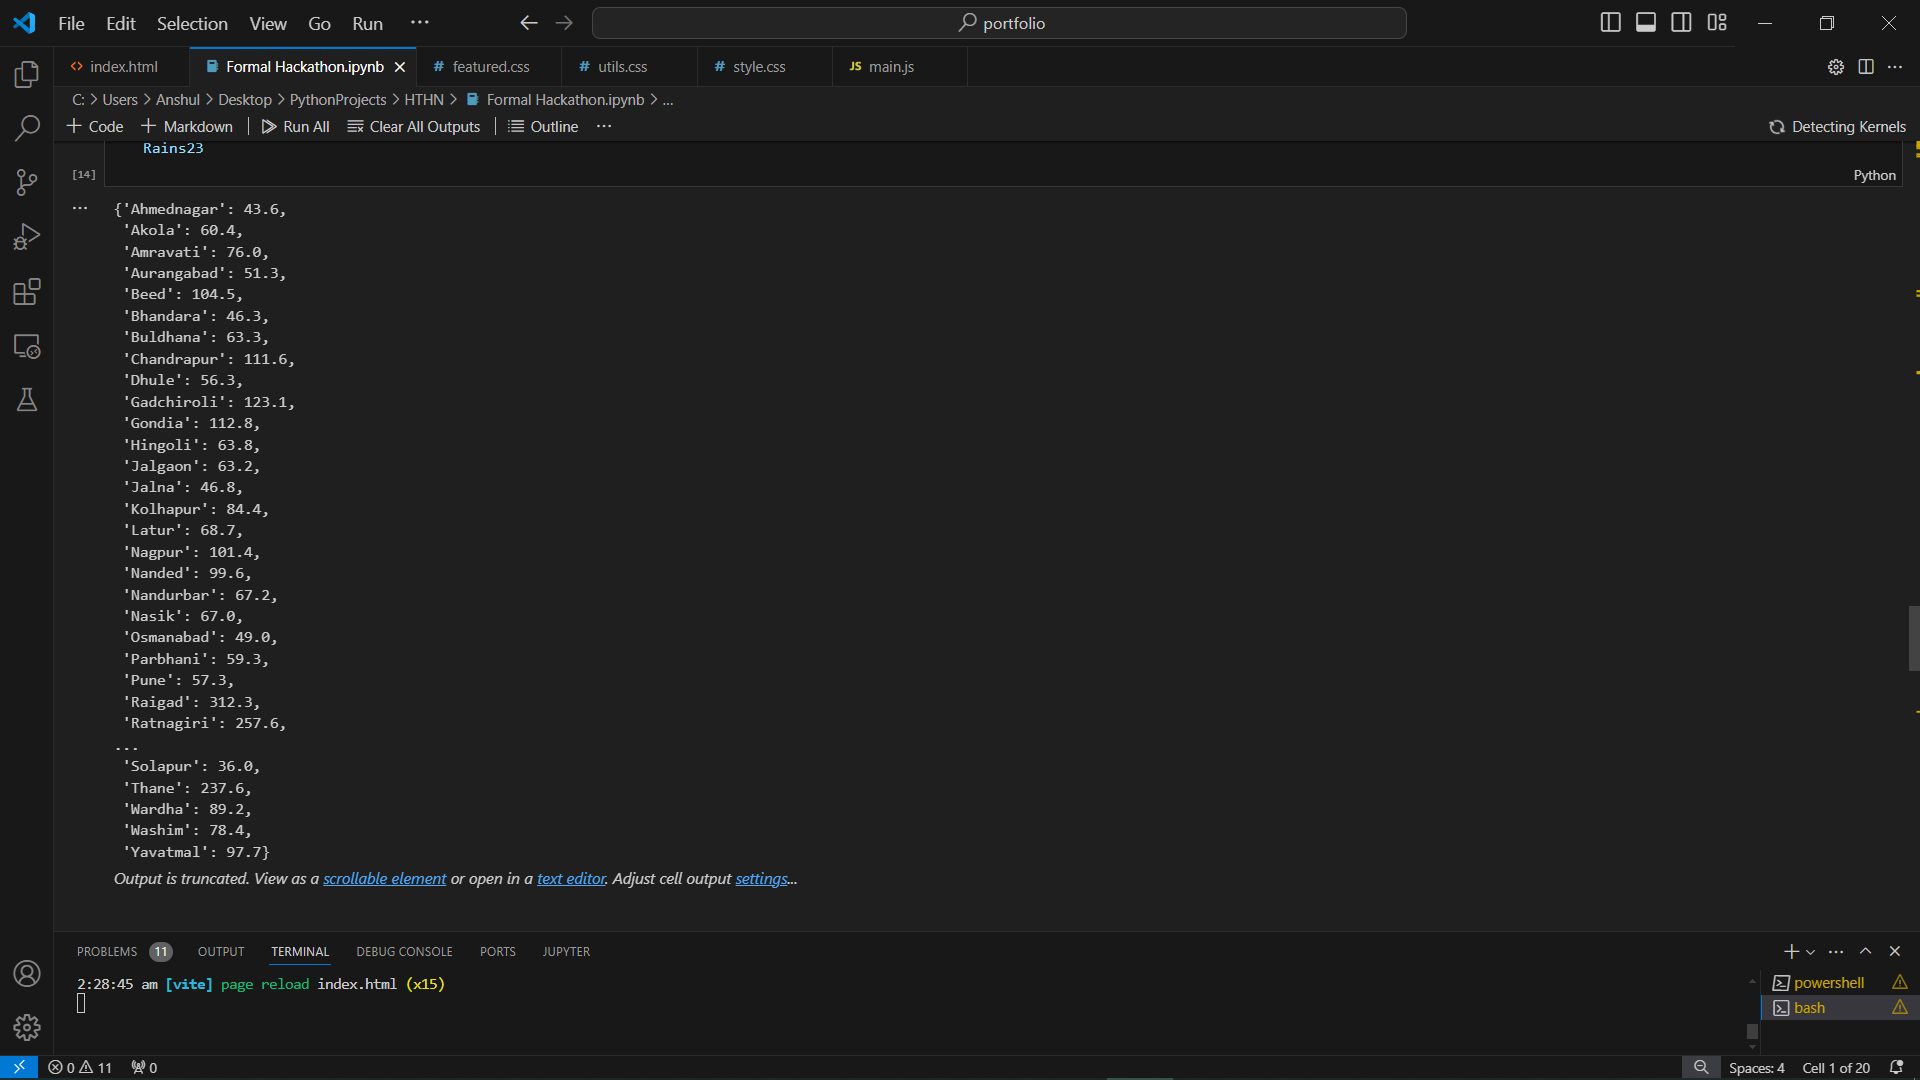 File Edit Selection View Go Run ... portfolio
index.html Formal Hackathon.ipynb # featured.css # utils.css # style.css JS main.js ...
C: > Users > Anshul > Desktop > PythonProjects > HTHN > Formal Hackathon.ipynb > ...
+ Code + Markdown | Run All Clear All Outputs | Outline ... Detecting Kernels
Rains23
[14] Python
... {'Ahmednagar': 43.6,
'Akola': 60.4,
'Amravati': 76.0,
'Aurangabad': 51.3,
'Beed': 104.5,
'Bhandara': 46.3,
'Buldhana': 63.3,
'Chandrapur': 111.6,
'Dhule': 56.3,
'Gadchiroli': 123.1,
'Gondia': 112.8,
'Hingoli': 63.8,
'Jalgaon': 63.2,
'Jalna': 46.8,
'Kolhapur': 84.4,
'Latur': 68.7,
'Nagpur': 101.4,
'Nanded': 99.6,
'Nandurbar': 67.2,
'Nasik': 67.0,
'Osmanabad': 49.0,
'Parbhani': 59.3,
'Pune': 57.3,
'Raigad': 312.3,
'Ratnagiri': 257.6,
...
'Solapur': 36.0,
'Thane': 237.6,
'Wardha': 89.2,
'Washim': 78.4,
'Yavatmal': 97.7}
Output is truncated. View as a scrollable element or open in a text editor. Adjust cell output settings...
PROBLEMS 11 OUTPUT TERMINAL DEBUG CONSOLE PORTS JUPYTER
2:28:45 am [vite] page reload index.html (x15)
powershell
bash
0 11 0 Spaces: 4 Cell 1 of 20